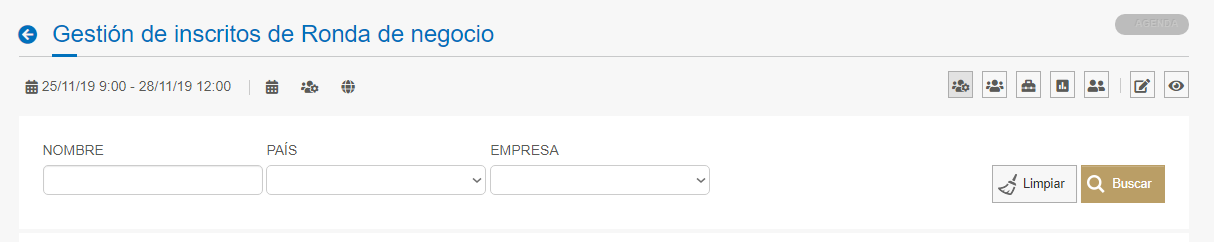 AGENDA
Gestión de inscritos de Ronda de negocio
25/11/19 9:00 - 28/11/19 12:00
NOMBRE PAÍS EMPRESA
Limpiar Buscar